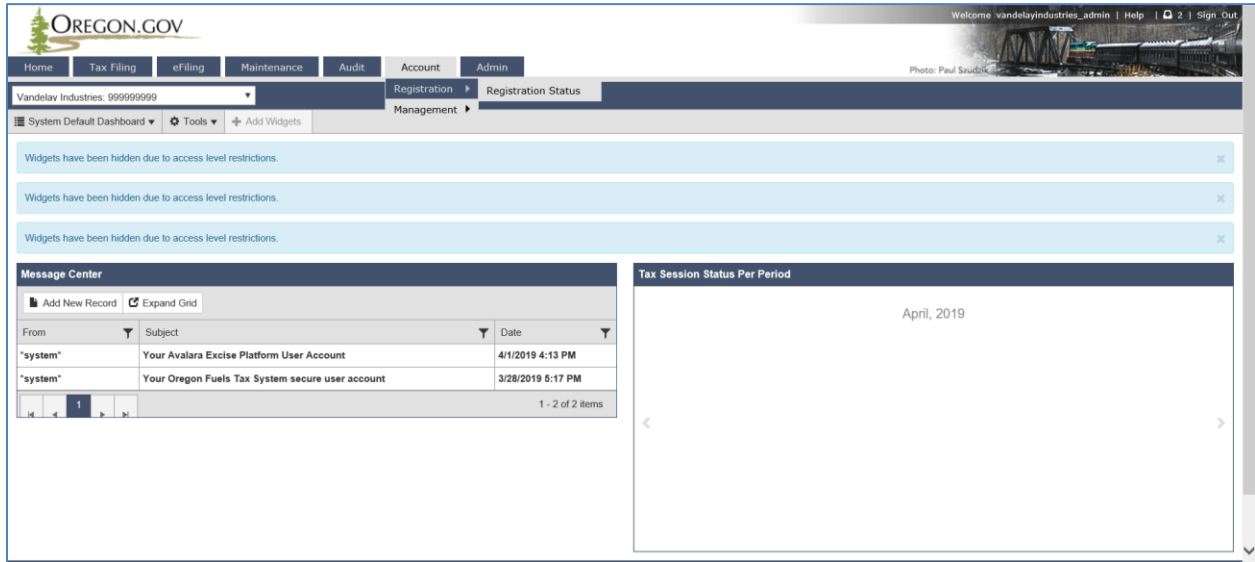 Welcome vandelayindustries_admin | Help | 2 | Sign Out
OREGON.GOV
Home Tax Filing eFiling Maintenance Audit Account Admin
Photo: Paul Szudzik
Vandelay Industries: 999999999
Registration Registration Status
Management
System Default Dashboard Tools Add Widgets
Widgets have been hidden due to access level restrictions.
Widgets have been hidden due to access level restrictions.
Widgets have been hidden due to access level restrictions.
Message Center
Add New Record Expand Grid
From Subject Date
*system* Your Avalara Excise Platform User Account 4/1/2019 4:13 PM
*system* Your Oregon Fuels Tax System secure user account 3/28/2019 5:17 PM
1 1 - 2 of 2 items
Tax Session Status Per Period
April, 2019